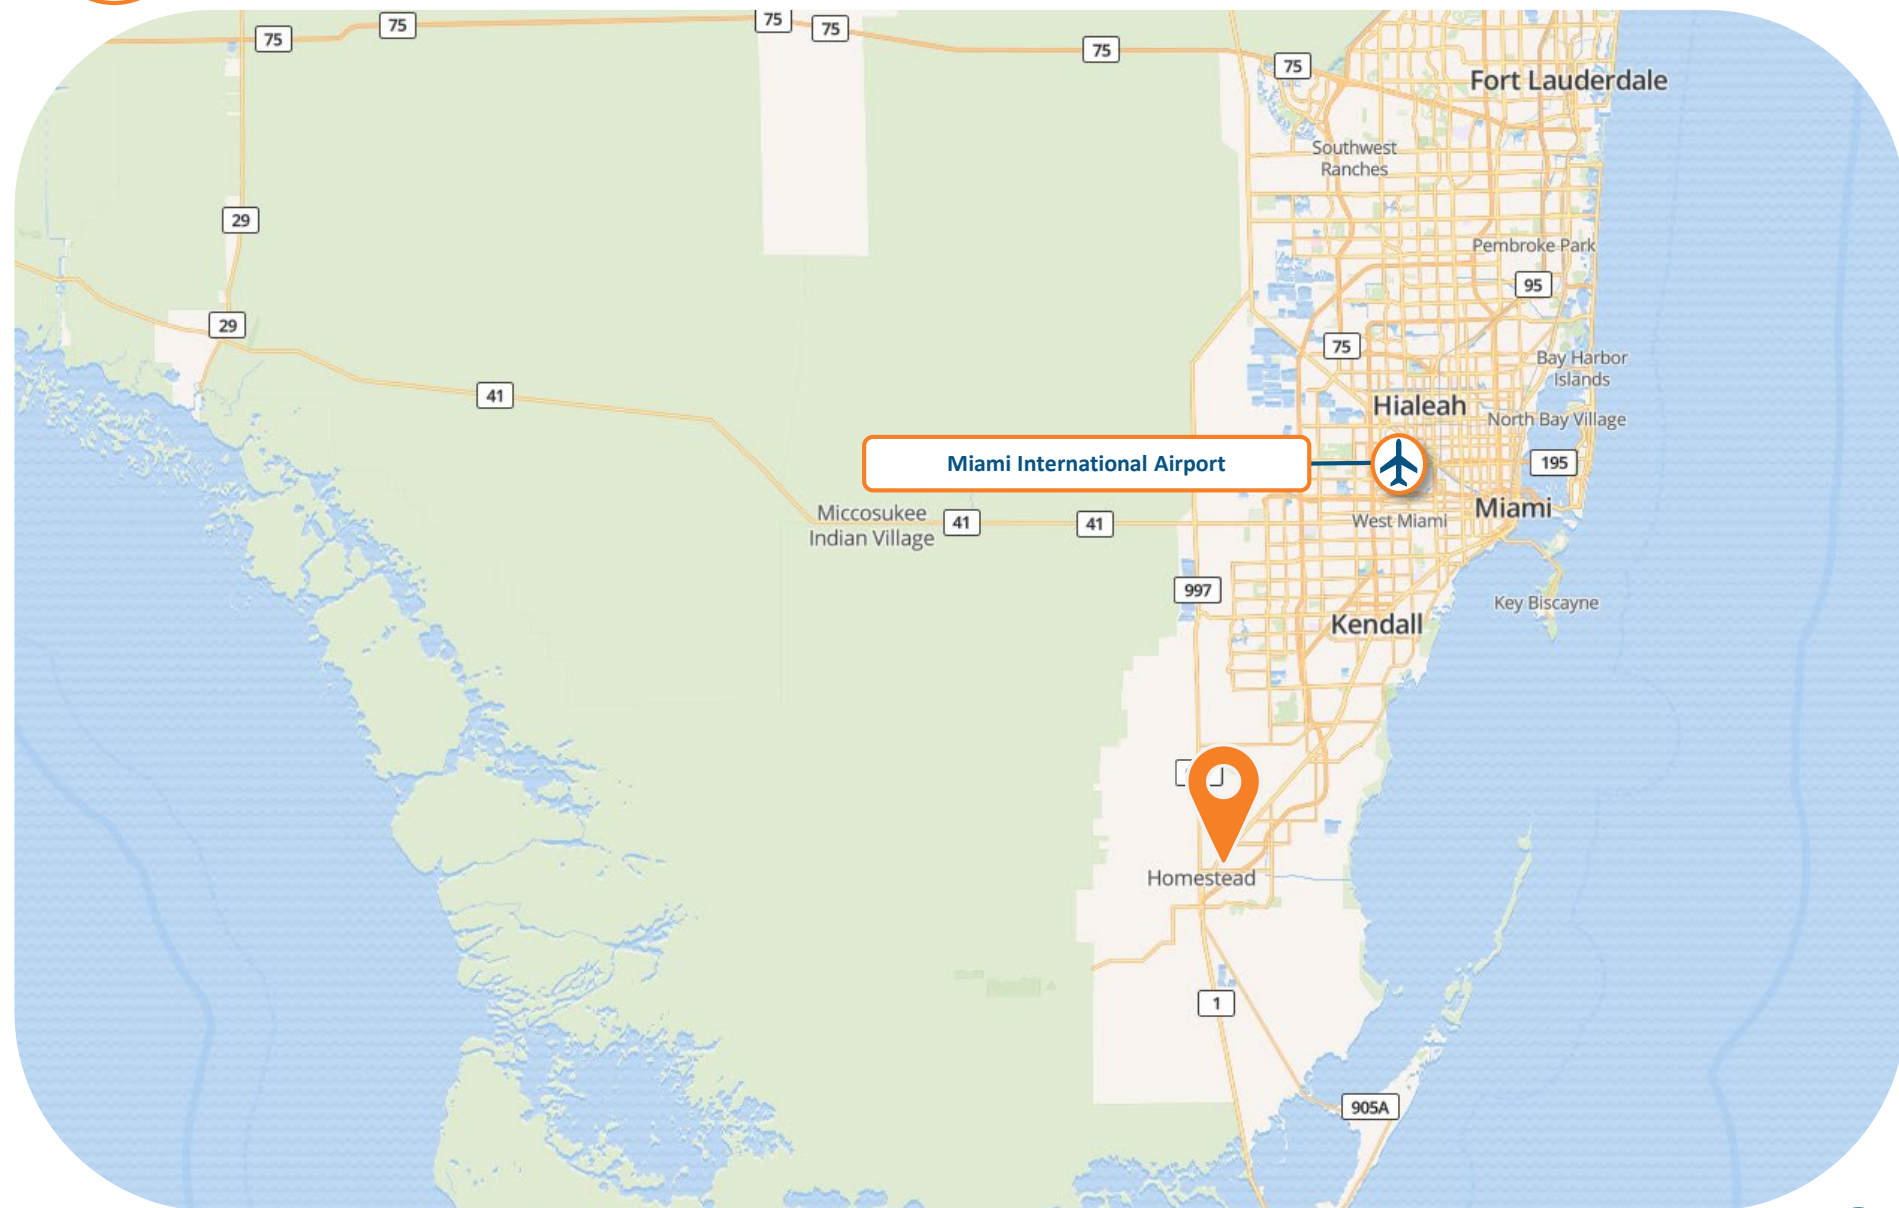 75
75
75
75
75
75
Fort Lauderdale
Southwest
Ranches
29
Pembroke Park
95
29
75
Bay Harbor
Islands
41
Hialeah
North Bay Village
Miami International Airport
195
Miami
Miccosukee
Indian Village
41
41
West Miami
997
Key Biscayne
Kendall
Homestead
1
905A